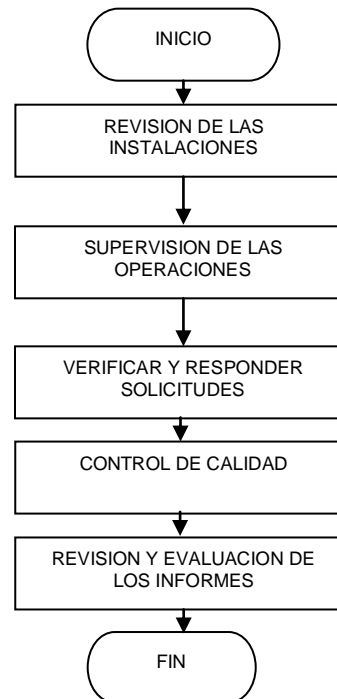 INICIO
REVISION DE LAS
INSTALACIONES
SUPERVISION DE LAS
OPERACIONES
VERIFICAR Y RESPONDER
SOLICITUDES
CONTROL DE CALIDAD
REVISION Y EVALUACION DE
LOS INFORMES
FIN